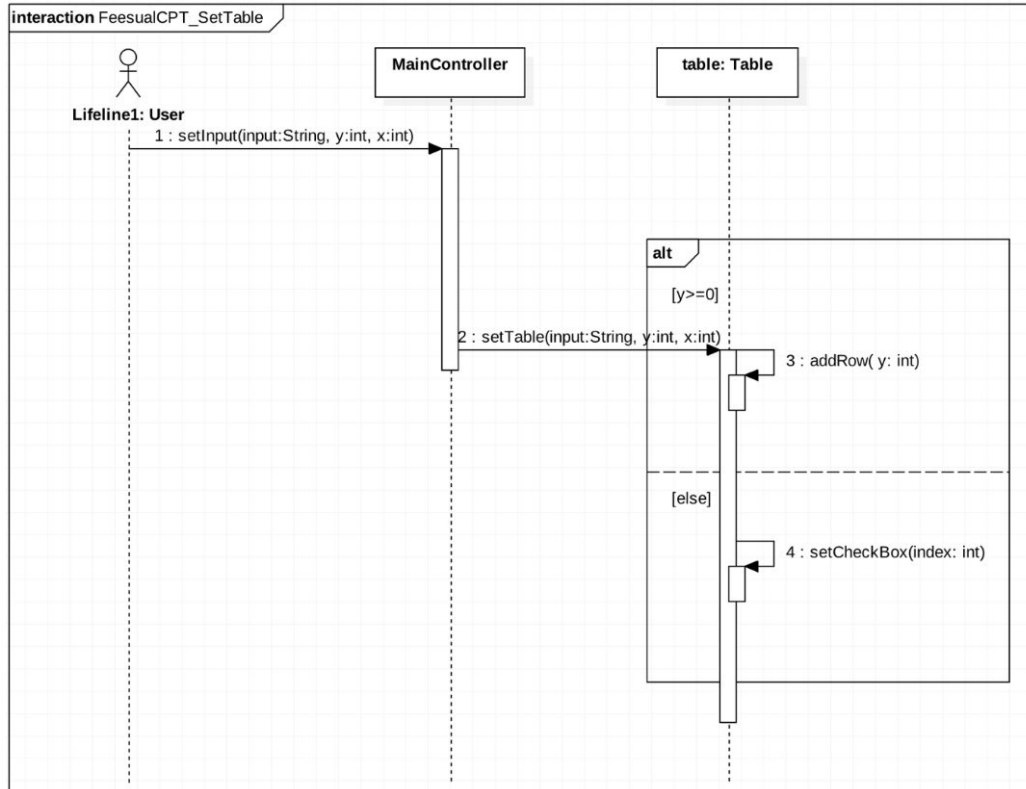 interaction FeesualCPT_SetTable
MainController
table: Table
Lifeline1: User
1 : setInput(input:String, y:int, x:int)
alt
[y>=0]
2 : setTable(input:String, y:int, x:int)
3 : addRow( y: int)
[else]
4 : setCheckBox(index: int)